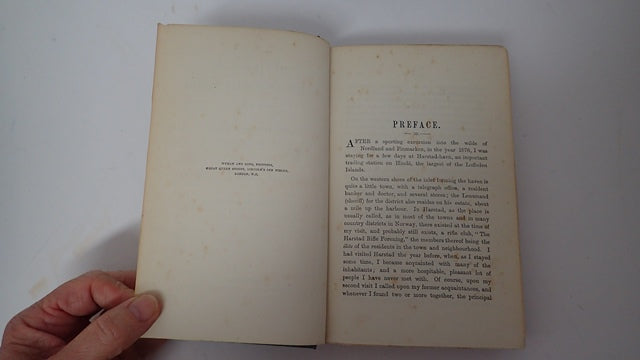 WYMAN AND SONS, PRINTERS,
GREAT QUEEN STREET, LINCOLN'S INN FIELDS,
LONDON, W.C.
PREFACE.
AFTER a sporting excursion into the wilds of
Nordland and Finmarken, in the year 1876, I was
staying for a few days at Harstad-havn, an important
trading station on Hindö, the largest of the Lofoden
Islands.
On the western shore of the inlet forming the haven is
quite a little town, with a telegraph office, a resident
banker and doctor, and several stores; the Lensmand
(sheriff) for the district also resides on his estate, about
a mile up the harbour. In Harstad, as the place is
usually called, as in most of the towns and in many
country districts in Norway, there existed at the time of
my visit, and probably still exists, a rifle club, "The
Harstad Rifle Forening," the members thereof being the
élite of the residents in the town and neighbourhood. I
had visited Harstad the year before, when, as I stayed
some time, I became acquainted with many of the
inhabitants; and a more hospitable, pleasant lot of
people I have never met with. Of course, upon my
second visit I called upon my former acquaintances, and
whenever I found two or more together, the principal